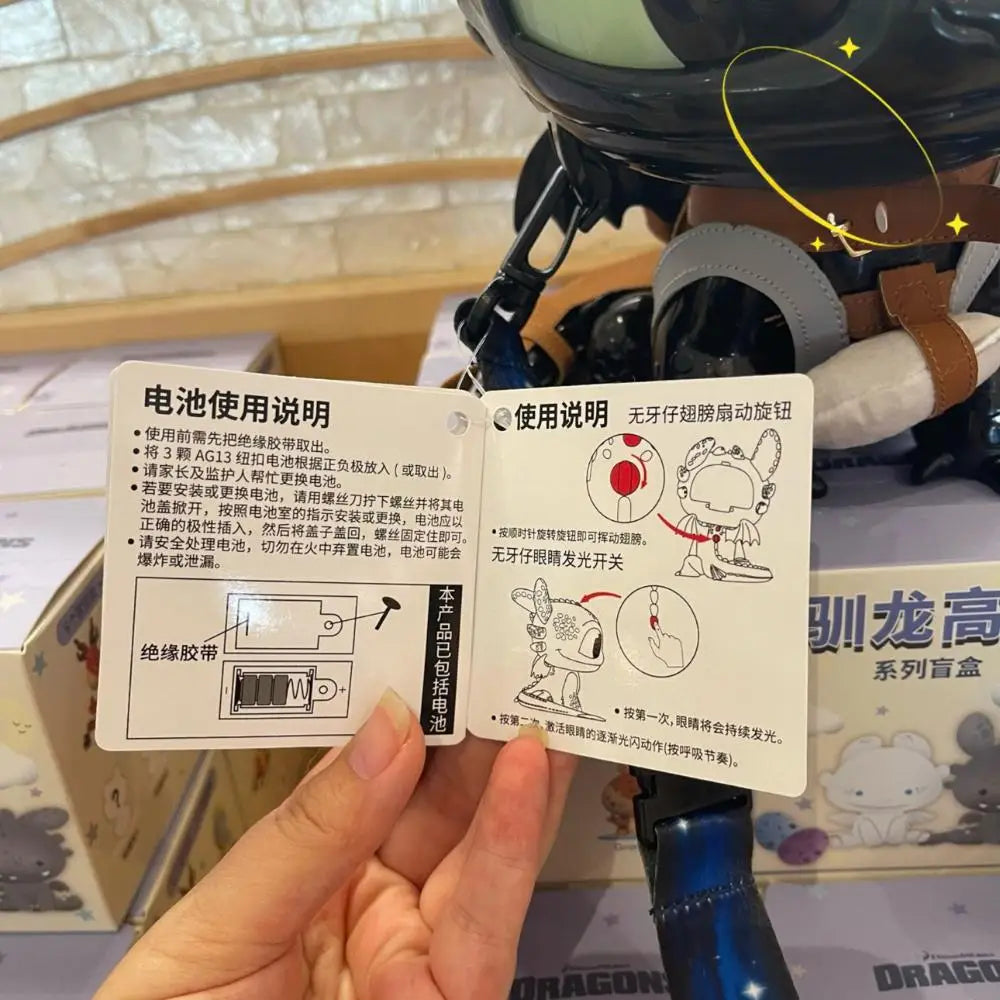 电池使用说明
• 使用前需先把绝缘胶带取出。
• 将 3 颗 AG13 纽扣电池根据正负极放入 ( 或取出 )。
• 请家长及监护人帮忙更换电池。
• 若要安装或更换电池，请用螺丝刀拧下螺丝并将其电
池盖掀开，按照电池室的指示安装或更换，电池应以
正确的极性插入，然后将盖子盖回，螺丝固定住即可。
• 请安全处理电池，切勿在火中弃置电池，电池可能会
爆炸或泄漏。
绝缘胶带
- +
本产品已包括电池
使用说明 无牙仔翅膀扇动旋钮
• 按顺时针旋转旋钮即可挥动翅膀。
无牙仔眼睛发光开关
• 按第一次，眼睛将会持续发光。
• 按第二次，激活眼睛的逐渐光闪动作(按呼吸节奏)。
驯龙高
系列盲盒
DRAGONS
DRAGON